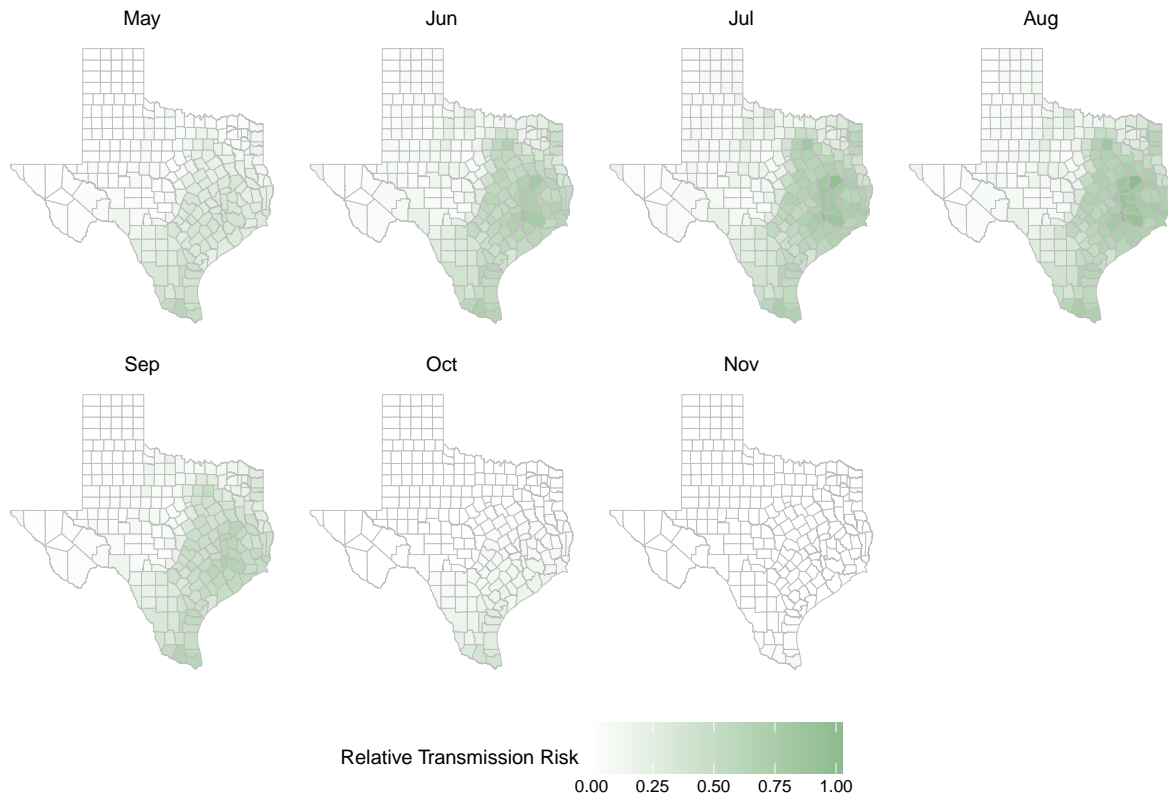 May
Jun
Jul
Aug
Sep
Oct
Nov
Relative Transmission Risk
0.00 0.25 0.50 0.75 1.00